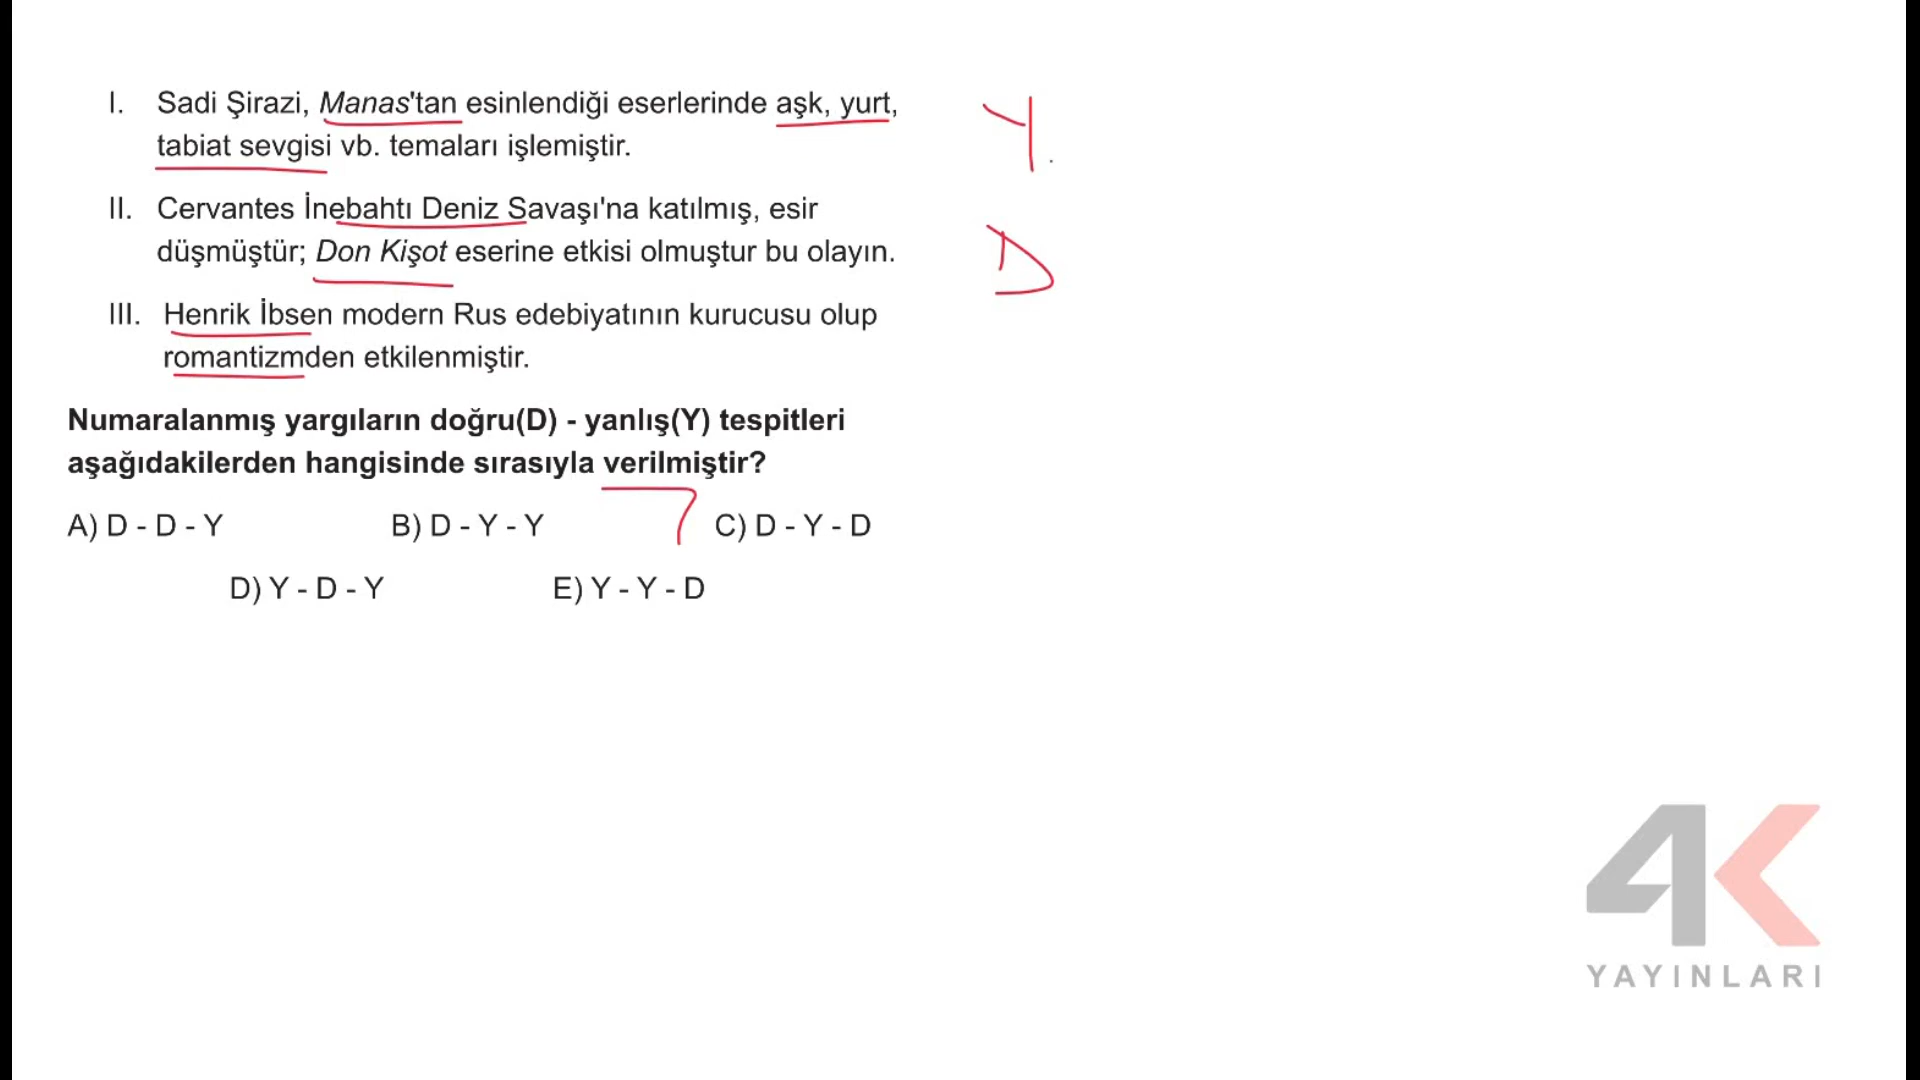 I. Sadi Şirazi, Manas'tan esinlendiği eserlerinde aşk, yurt,
tabiat sevgisi vb. temaları işlemiştir.
Y
II. Cervantes İnebahtı Deniz Savaşı'na katılmış, esir
düşmüştür; Don Kişot eserine etkisi olmuştur bu olayın.
D
III. Henrik İbsen modern Rus edebiyatının kurucusu olup
romantizmden etkilenmiştir.
Numaralanmış yargıların doğru(D) - yanlış(Y) tespitleri
aşağıdakilerden hangisinde sırasıyla verilmiştir?
A) D - D - Y B) D - Y - Y C) D - Y - D
D) Y - D - Y E) Y - Y - D
4K
YAYINLARI